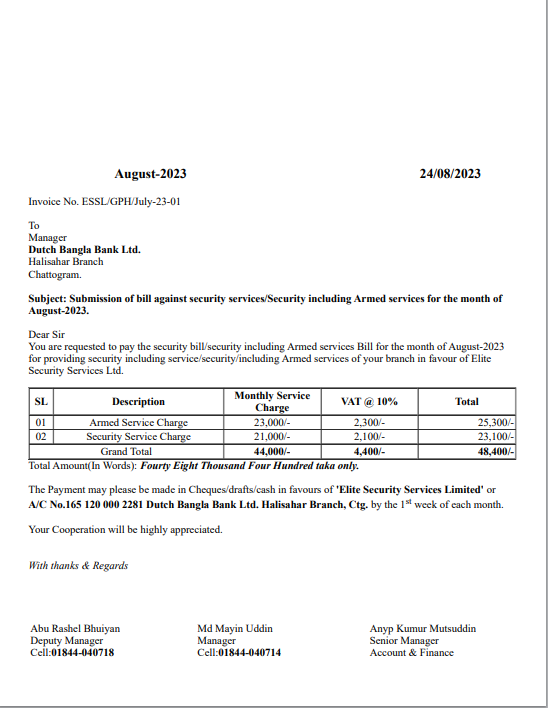 August-2023 24/08/2023
Invoice No. ESSL/GPH/July-23-01
To
Manager
Dutch Bangla Bank Ltd.
Halisahar Branch
Chattogram.
Subject: Submission of bill against security services/Security including Armed services for the month of
August-2023.
Dear Sir
You are requested to pay the security bill/security including Armed services Bill for the month of August-2023
for providing security including service/security/including Armed services of your branch in favour of Elite
Security Services Ltd.
SL Description Monthly Service Charge VAT @ 10% Total
01 Armed Service Charge 23,000/- 2,300/- 25,300/-
02 Security Service Charge 21,000/- 2,100/- 23,100/-
Grand Total 44,000/- 4,400/- 48,400/-
Total Amount(In Words): Fourty Eight Thousand Four Hundred taka only.
The Payment may please be made in Cheques/drafts/cash in favours of 'Elite Security Services Limited' or
A/C No.165 120 000 2281 Dutch Bangla Bank Ltd. Halisahar Branch, Ctg. by the 1st week of each month.
Your Cooperation will be highly appreciated.
With thanks & Regards
Abu Rashel Bhuiyan Md Mayin Uddin Anyp Kumur Mutsuddin
Deputy Manager Manager Senior Manager
Cell:01844-040718 Cell:01844-040714 Account & Finance